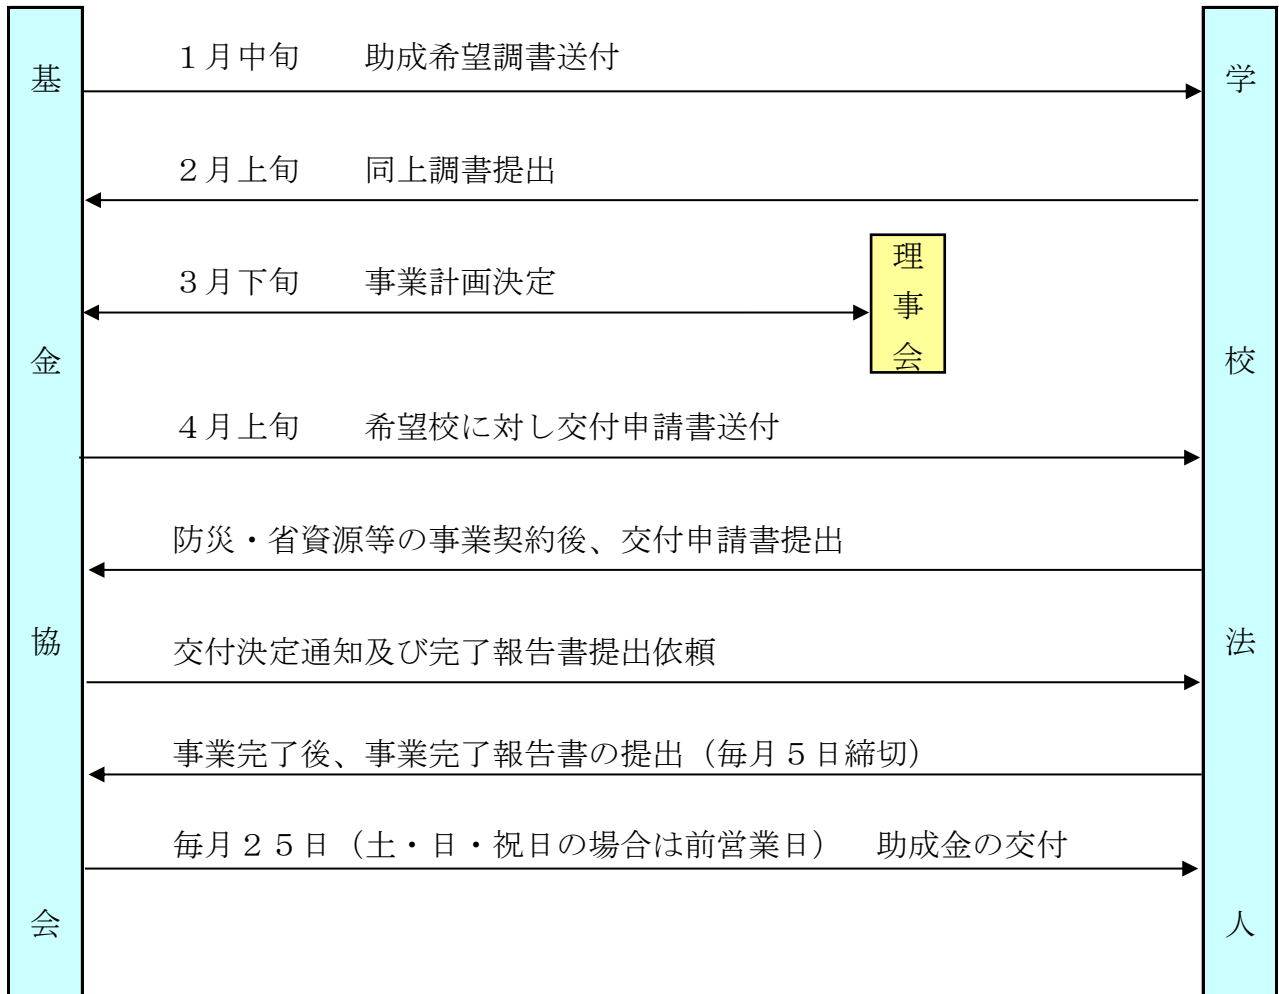 基金協会
１月中旬　　助成希望調書送付
２月上旬　　同上調書提出
３月下旬　　事業計画決定
理事会
４月上旬　　希望校に対し交付申請書送付
防災・省資源等の事業契約後、交付申請書提出
交付決定通知及び完了報告書提出依頼
事業完了後、事業完了報告書の提出（毎月５日締切）
毎月２５日（土・日・祝日の場合は前営業日）　助成金の交付
学校法人